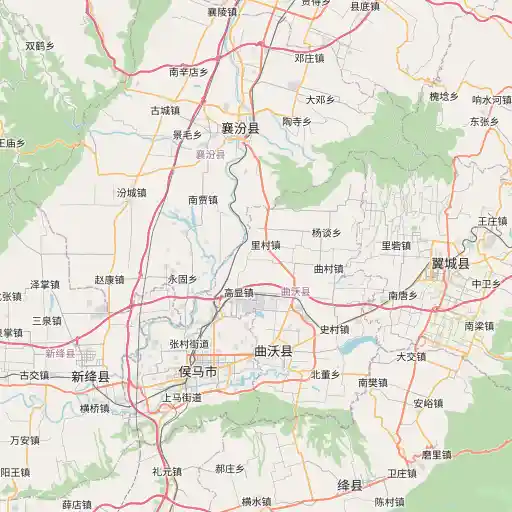 襄陵镇
贾得乡
县底镇
双鹤乡
邓庄镇
南辛店乡
大邓乡
槐埝乡
响水河镇
古城镇
陶寺乡
东张乡
襄汾县
景毛乡
王庙乡
襄汾县
汾城镇
南贾镇
王庄镇
杨谈乡
里村镇
里砦镇
翼城县
曲村镇
泽掌镇
赵康镇
永固乡
中卫乡
高显镇
曲沃县
南唐乡
北张镇
三泉镇
史村镇
南梁镇
泉掌镇
张村街道
新绛县
曲沃县
大交镇
古交镇
新绛县
侯马市
北董乡
南樊镇
上马街道
横桥镇
安峪镇
万安镇
磨里镇
阳王镇
礼元镇
郝庄乡
卫庄镇
绛县
薛店镇
横水镇
陈村镇